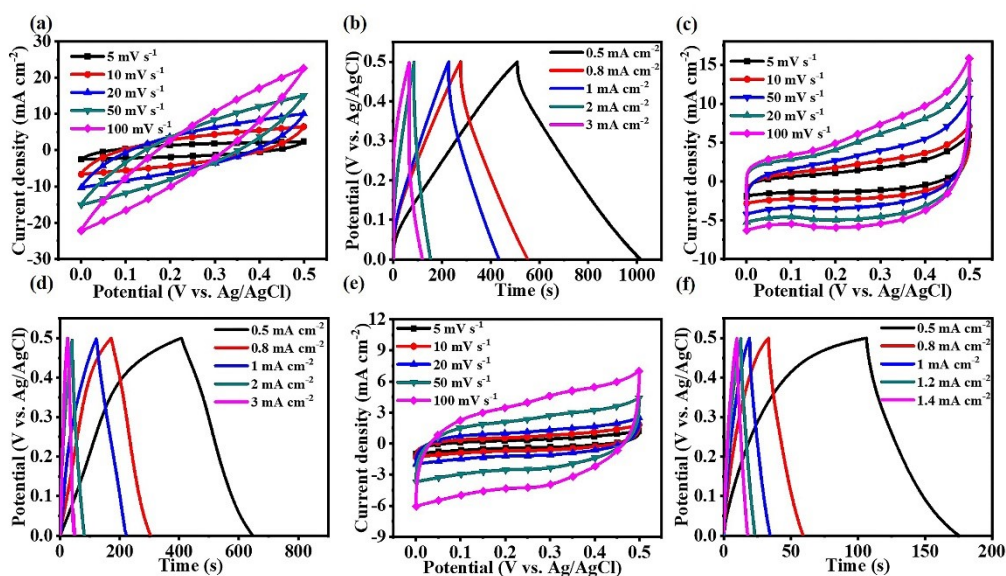 (a)
5 mV s⁻¹
10 mV s⁻¹
20 mV s⁻¹
50 mV s⁻¹
100 mV s⁻¹
30
20
10
0
-10
-20
-30
0.0 0.1 0.2 0.3 0.4 0.5
Current density (mA cm⁻²)
Potential (V vs. Ag/AgCl)
(b)
0.5 mA cm⁻²
0.8 mA cm⁻²
1 mA cm⁻²
2 mA cm⁻²
3 mA cm⁻²
0.5
0.4
0.3
0.2
0.1
0.0
0 200 400 600 800 1000
Potential (V vs. Ag/AgCl)
Time (s)
(c)
5 mV s⁻¹
10 mV s⁻¹
50 mV s⁻¹
20 mV s⁻¹
100 mV s⁻¹
15
10
5
0
-5
-10
-15
0.0 0.1 0.2 0.3 0.4 0.5
Current density (mA cm⁻²)
Potential (V vs. Ag/AgCl)
(d)
0.5 mA cm⁻²
0.8 mA cm⁻²
1 mA cm⁻²
2 mA cm⁻²
3 mA cm⁻²
0.5
0.4
0.3
0.2
0.1
0.0
0 200 400 600 800
Potential (V vs. Ag/AgCl)
Time (s)
(e)
5 mV s⁻¹
10 mV s⁻¹
20 mV s⁻¹
50 mV s⁻¹
100 mV s⁻¹
12
9
6
3
0
-3
-6
-9
0.0 0.1 0.2 0.3 0.4 0.5
Current density (mA cm⁻²)
Potential (V vs. Ag/AgCl)
(f)
0.5 mA cm⁻²
0.8 mA cm⁻²
1 mA cm⁻²
1.2 mA cm⁻²
1.4 mA cm⁻²
0.5
0.4
0.3
0.2
0.1
0.0
0 50 100 150 200
Potential (V vs. Ag/AgCl)
Time (s)